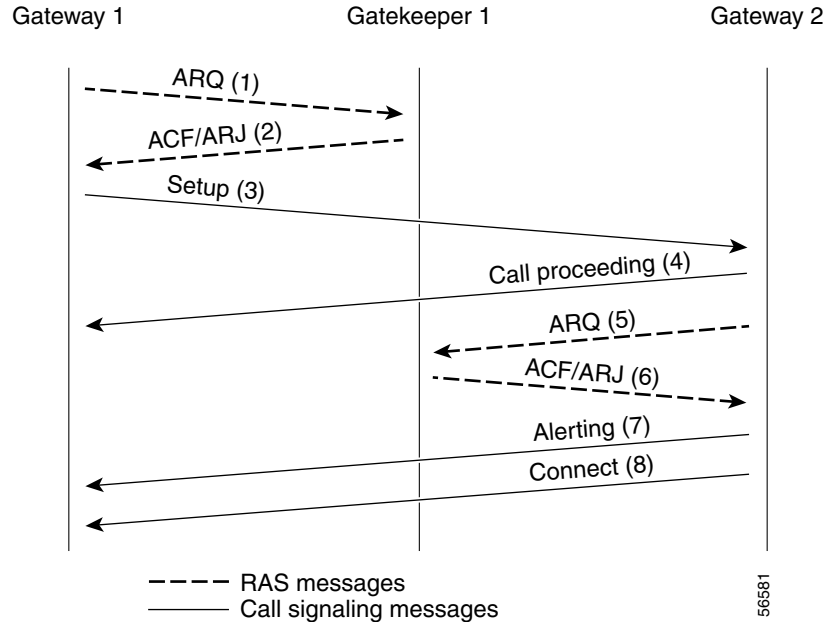 Gateway 1
Gatekeeper 1
Gateway 2
ARQ (1)
ACF/ARJ (2)
Setup (3)
Call proceeding (4)
ARQ (5)
ACF/ARJ (6)
Alerting (7)
Connect (8)
RAS messages
Call signaling messages
56581